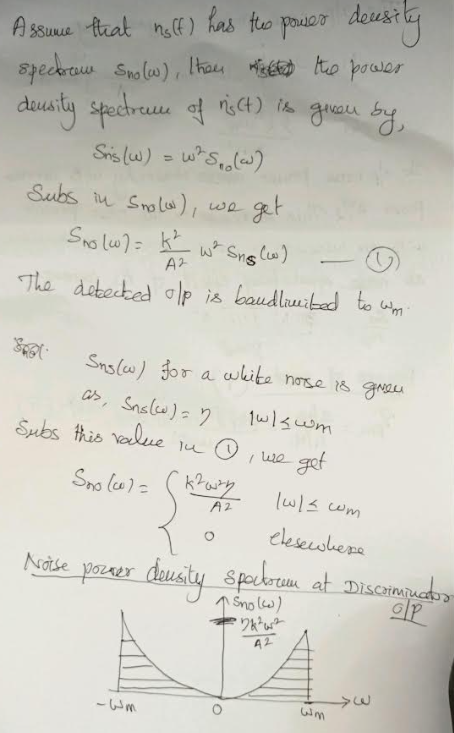 Assume that ns(t) has the power density
spectrum Sno(ω), then the power
density spectrum of ṅs(t) is given by,
Sṅs(ω) = ω² Sno(ω)
Subs in Sno(ω), we get
Sno(ω) = k²/A² ω² Sns(ω) — ①
The detected o/p is bandlimited to ωm.
Sns(ω) for a white noise is given
as, Sns(ω) = η |ω| ≤ ωm
Subs this value in ①, we get
Sno(ω) = { k²ω²η/A² |ω| ≤ ωm
0 elsewhere
Noise power density spectrum at Discriminator
o/p
Sno(ω)
ηk²ω²/A²
-ωm 0 ωm → ω